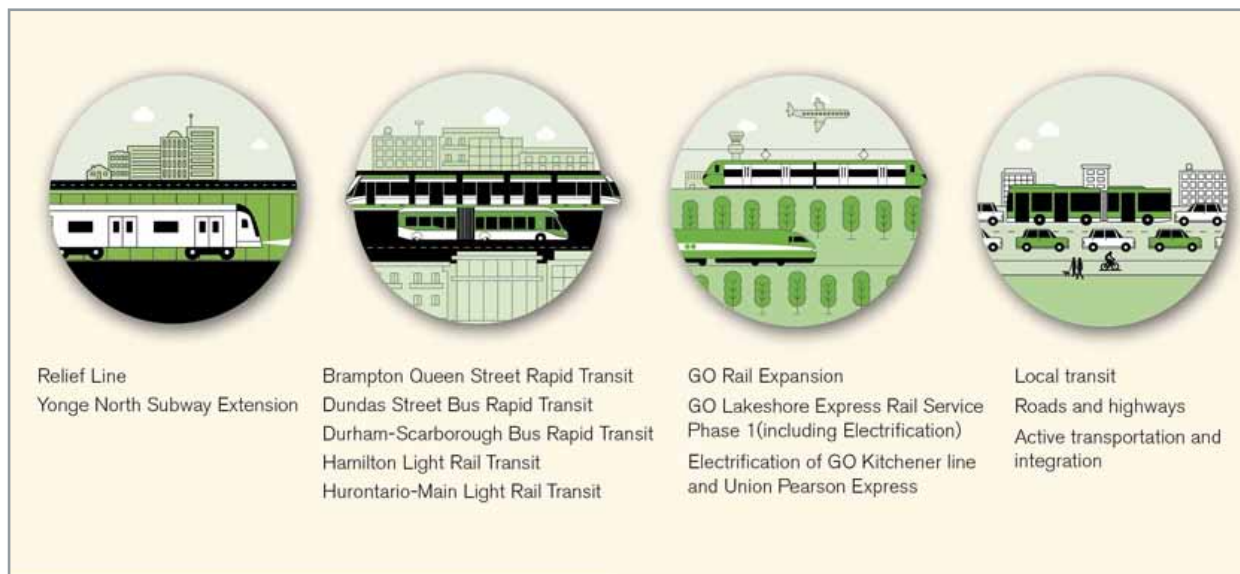 Relief Line
Yonge North Subway Extension
Brampton Queen Street Rapid Transit
Dundas Street Bus Rapid Transit
Durham-Scarborough Bus Rapid Transit
Hamilton Light Rail Transit
Hurontario-Main Light Rail Transit
GO Rail Expansion
GO Lakeshore Express Rail Service
Phase 1(including Electrification)
Electrification of GO Kitchener line
and Union Pearson Express
Local transit
Roads and highways
Active transportation and
integration